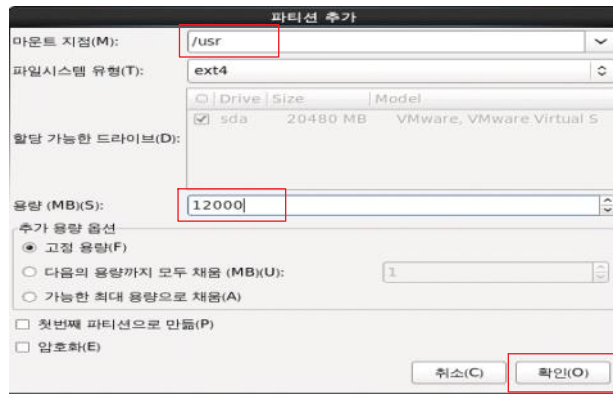 파티션 추가
마운트 지점(M): /usr
파일시스템 유형(T): ext4
Drive Size Model
sda 20480 MB VMware, VMware Virtual S
할당 가능한 드라이브(D):
용량 (MB)(S): 12000
추가 용량 옵션
고정 용량(F)
다음의 용량까지 모두 채움 (MB)(U): 1
가능한 최대 용량으로 채움(A)
첫번째 파티션으로 만듦(P)
암호화(E)
취소(C) 확인(O)